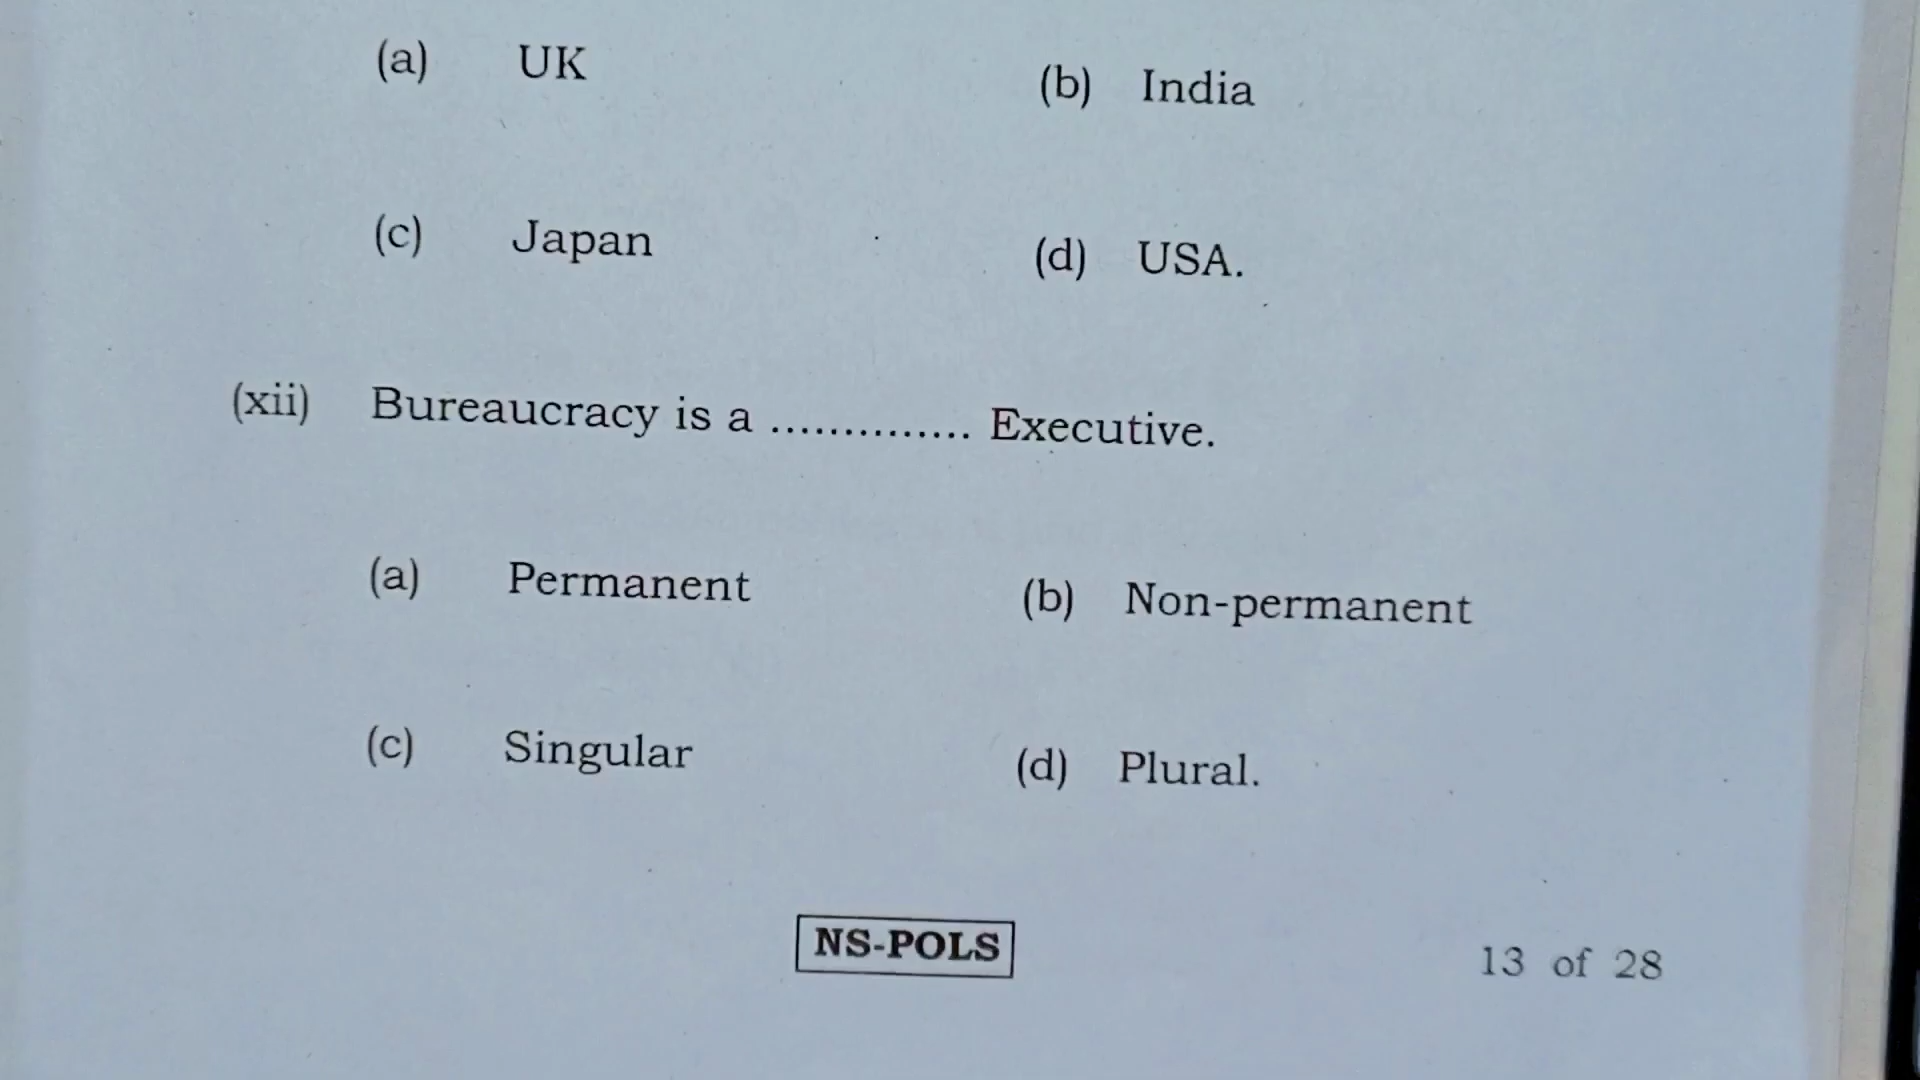 (a) UK (b) India
(c) Japan (d) USA.
(xii) Bureaucracy is a .............. Executive.
(a) Permanent (b) Non-permanent
(c) Singular (d) Plural.
NS-POLS 13 of 28